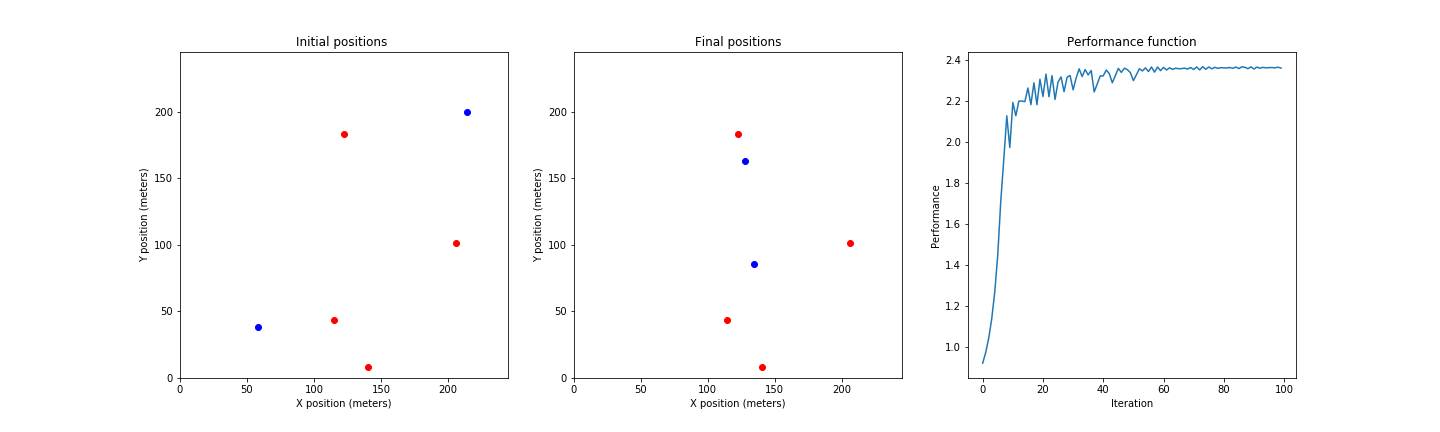 Initial positions
Y position (meters)
200
150
100
50
0
0 50 100 150 200
X position (meters)
Final positions
Y position (meters)
200
150
100
50
0
0 50 100 150 200
X position (meters)
Performance function
Performance
2.4
2.2
2.0
1.8
1.6
1.4
1.2
1.0
0 20 40 60 80 100
Iteration